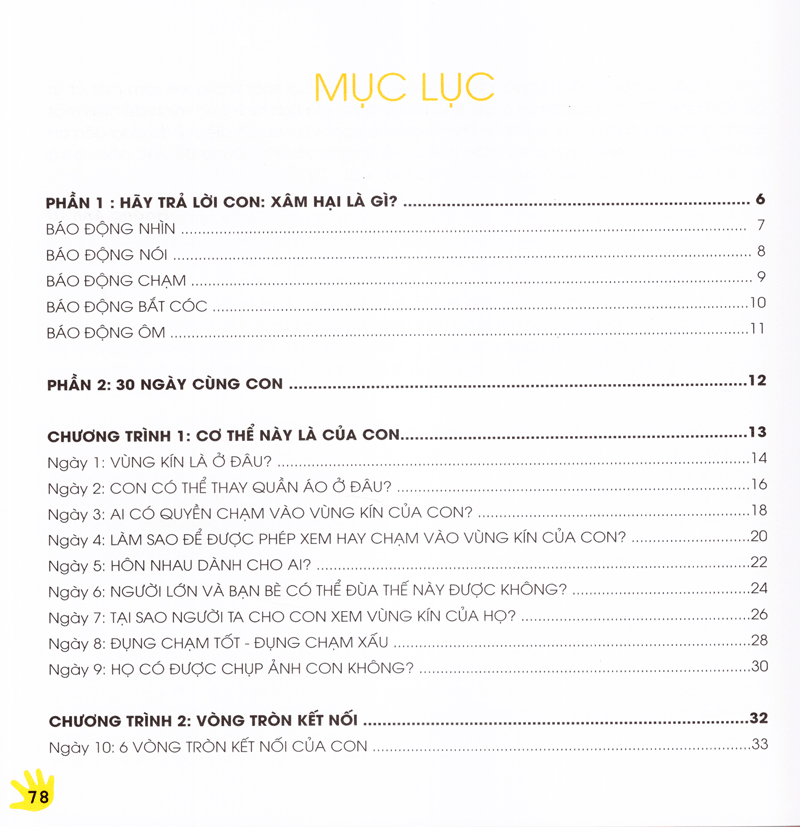 MỤC LỤC
PHẦN 1 : HÃY TRẢ LỜI CON: XÂM HẠI LÀ GÌ? ........ 6
BÁO ĐỘNG NHÌN ........ 7
BÁO ĐỘNG NÓI ........ 8
BÁO ĐỘNG CHẠM ........ 9
BÁO ĐỘNG BẮT CÓC ........ 10
BÁO ĐỘNG ÔM ........ 11
PHẦN 2: 30 NGÀY CÙNG CON ........ 12
CHƯƠNG TRÌNH 1: CƠ THỂ NÀY LÀ CỦA CON ........ 13
Ngày 1: VÙNG KÍN LÀ Ở ĐÂU? ........ 14
Ngày 2: CON CÓ THỂ THAY QUẦN ÁO Ở ĐÂU? ........ 16
Ngày 3: AI CÓ QUYỀN CHẠM VÀO VÙNG KÍN CỦA CON? ........ 18
Ngày 4: LÀM SAO ĐỂ ĐƯỢC PHÉP XEM HAY CHẠM VÀO VÙNG KÍN CỦA CON? ........ 20
Ngày 5: HÔN NHAU DÀNH CHO AI? ........ 22
Ngày 6: NGƯỜI LỚN VÀ BẠN BÈ CÓ THỂ ĐÙA THẾ NÀY ĐƯỢC KHÔNG? ........ 24
Ngày 7: TẠI SAO NGƯỜI TA CHO CON XEM VÙNG KÍN CỦA HỌ? ........ 26
Ngày 8: ĐỤNG CHẠM TỐT - ĐỤNG CHẠM XẤU ........ 28
Ngày 9: HỌ CÓ ĐƯỢC CHỤP ẢNH CON KHÔNG? ........ 30
CHƯƠNG TRÌNH 2: VÒNG TRÒN KẾT NỐI ........ 32
Ngày 10: 6 VÒNG TRÒN KẾT NỐI CỦA CON ........ 33
78